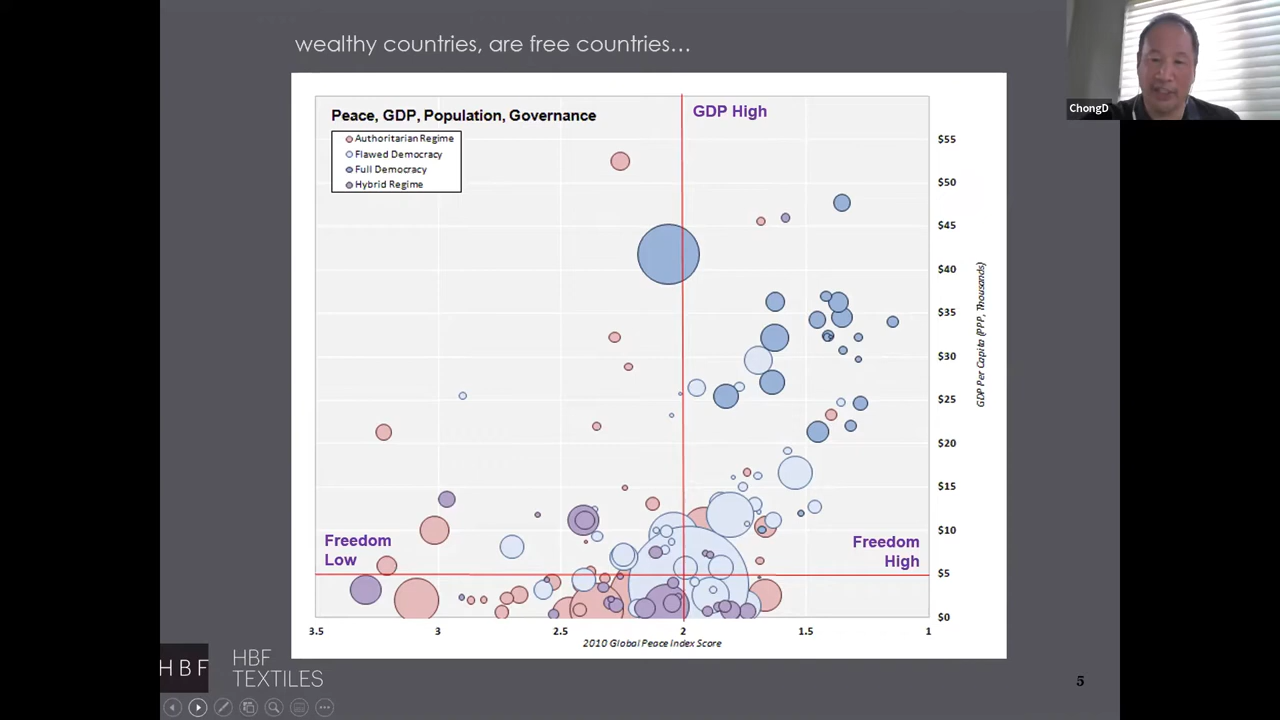 wealthy countries, are free countries...
ChongD
Peace, GDP, Population, Governance
GDP High
Authoritarian Regime
Flawed Democracy
Full Democracy
Hybrid Regime
$55
$50
$45
$40
$35
$30
$25
$20
$15
$10
$5
$0
GDP Per Capita (PPP, Thousands)
Freedom
Low
Freedom
High
3.5
3
2.5
2
1.5
1
2010 Global Peace Index Score
HBF
HBF
TEXTILES
5